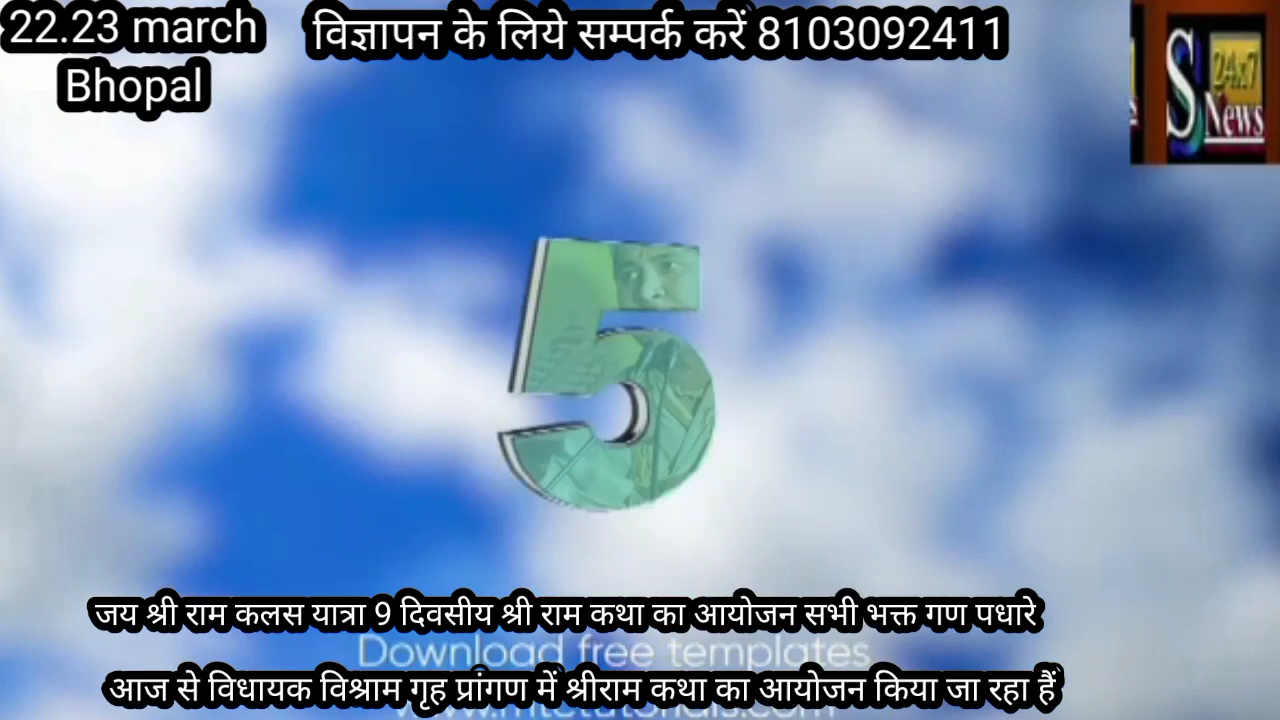 22.23 march
Bhopal
विज्ञापन के लिये सम्पर्क करें 8103092411
24x7
S News
5
जय श्री राम कलस यात्रा 9 दिवसीय श्री राम कथा का आयोजन सभी भक्त गण पधारे
Download free templates
आज से विधायक विश्राम गृह प्रांगण में श्रीराम कथा का आयोजन किया जा रहा हैं